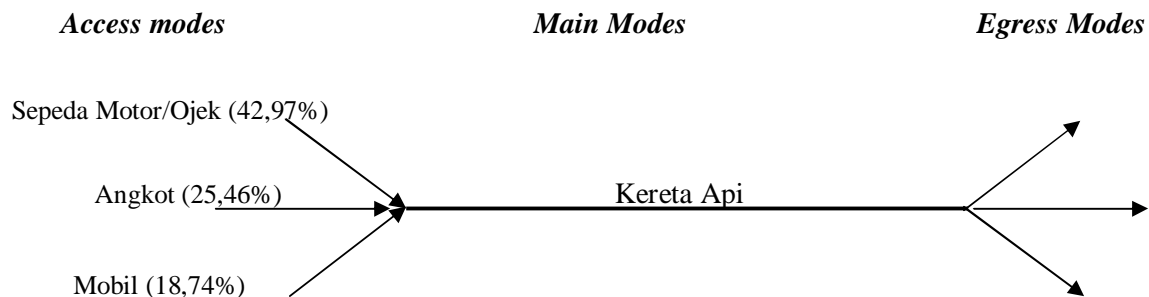 Access modes Main Modes Egress Modes
Sepeda Motor/Ojek (42,97%)
Angkot (25,46%)
Kereta Api
Mobil (18,74%)